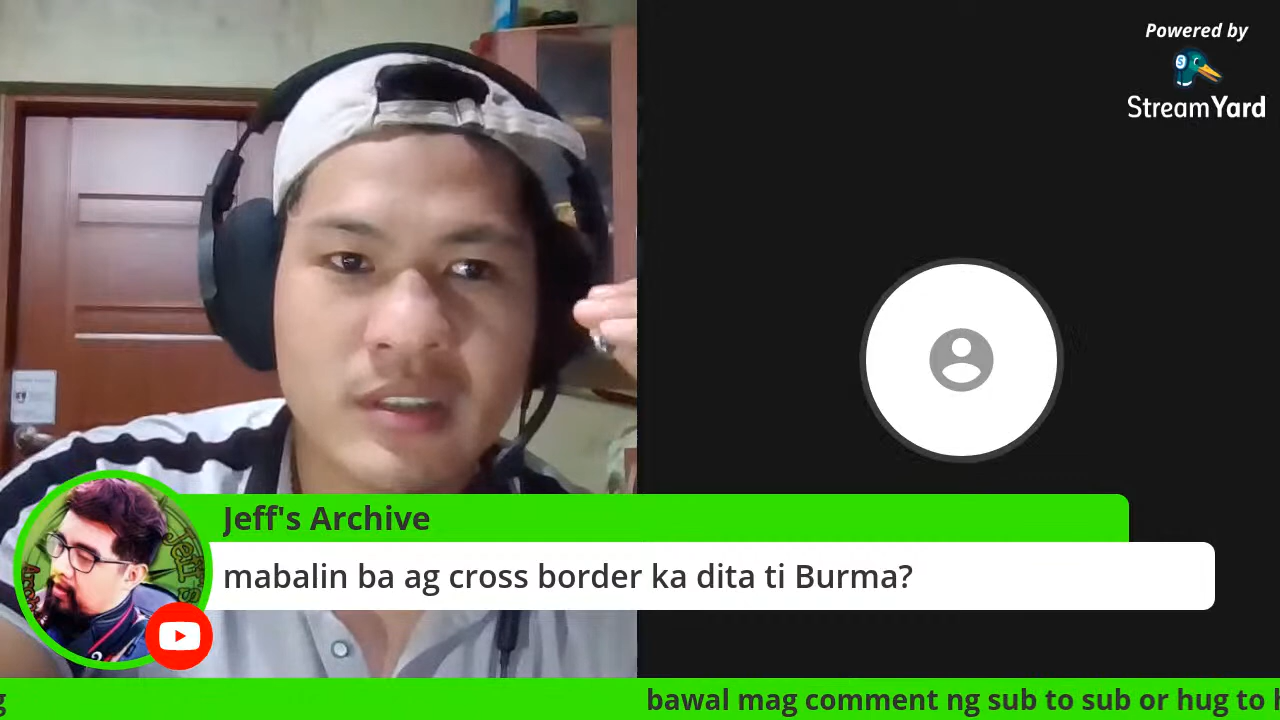 Powered by
StreamYard
Jeff's Archive
mabalin ba ag cross border ka dita ti Burma?
bawal mag comment ng sub to sub or hug to